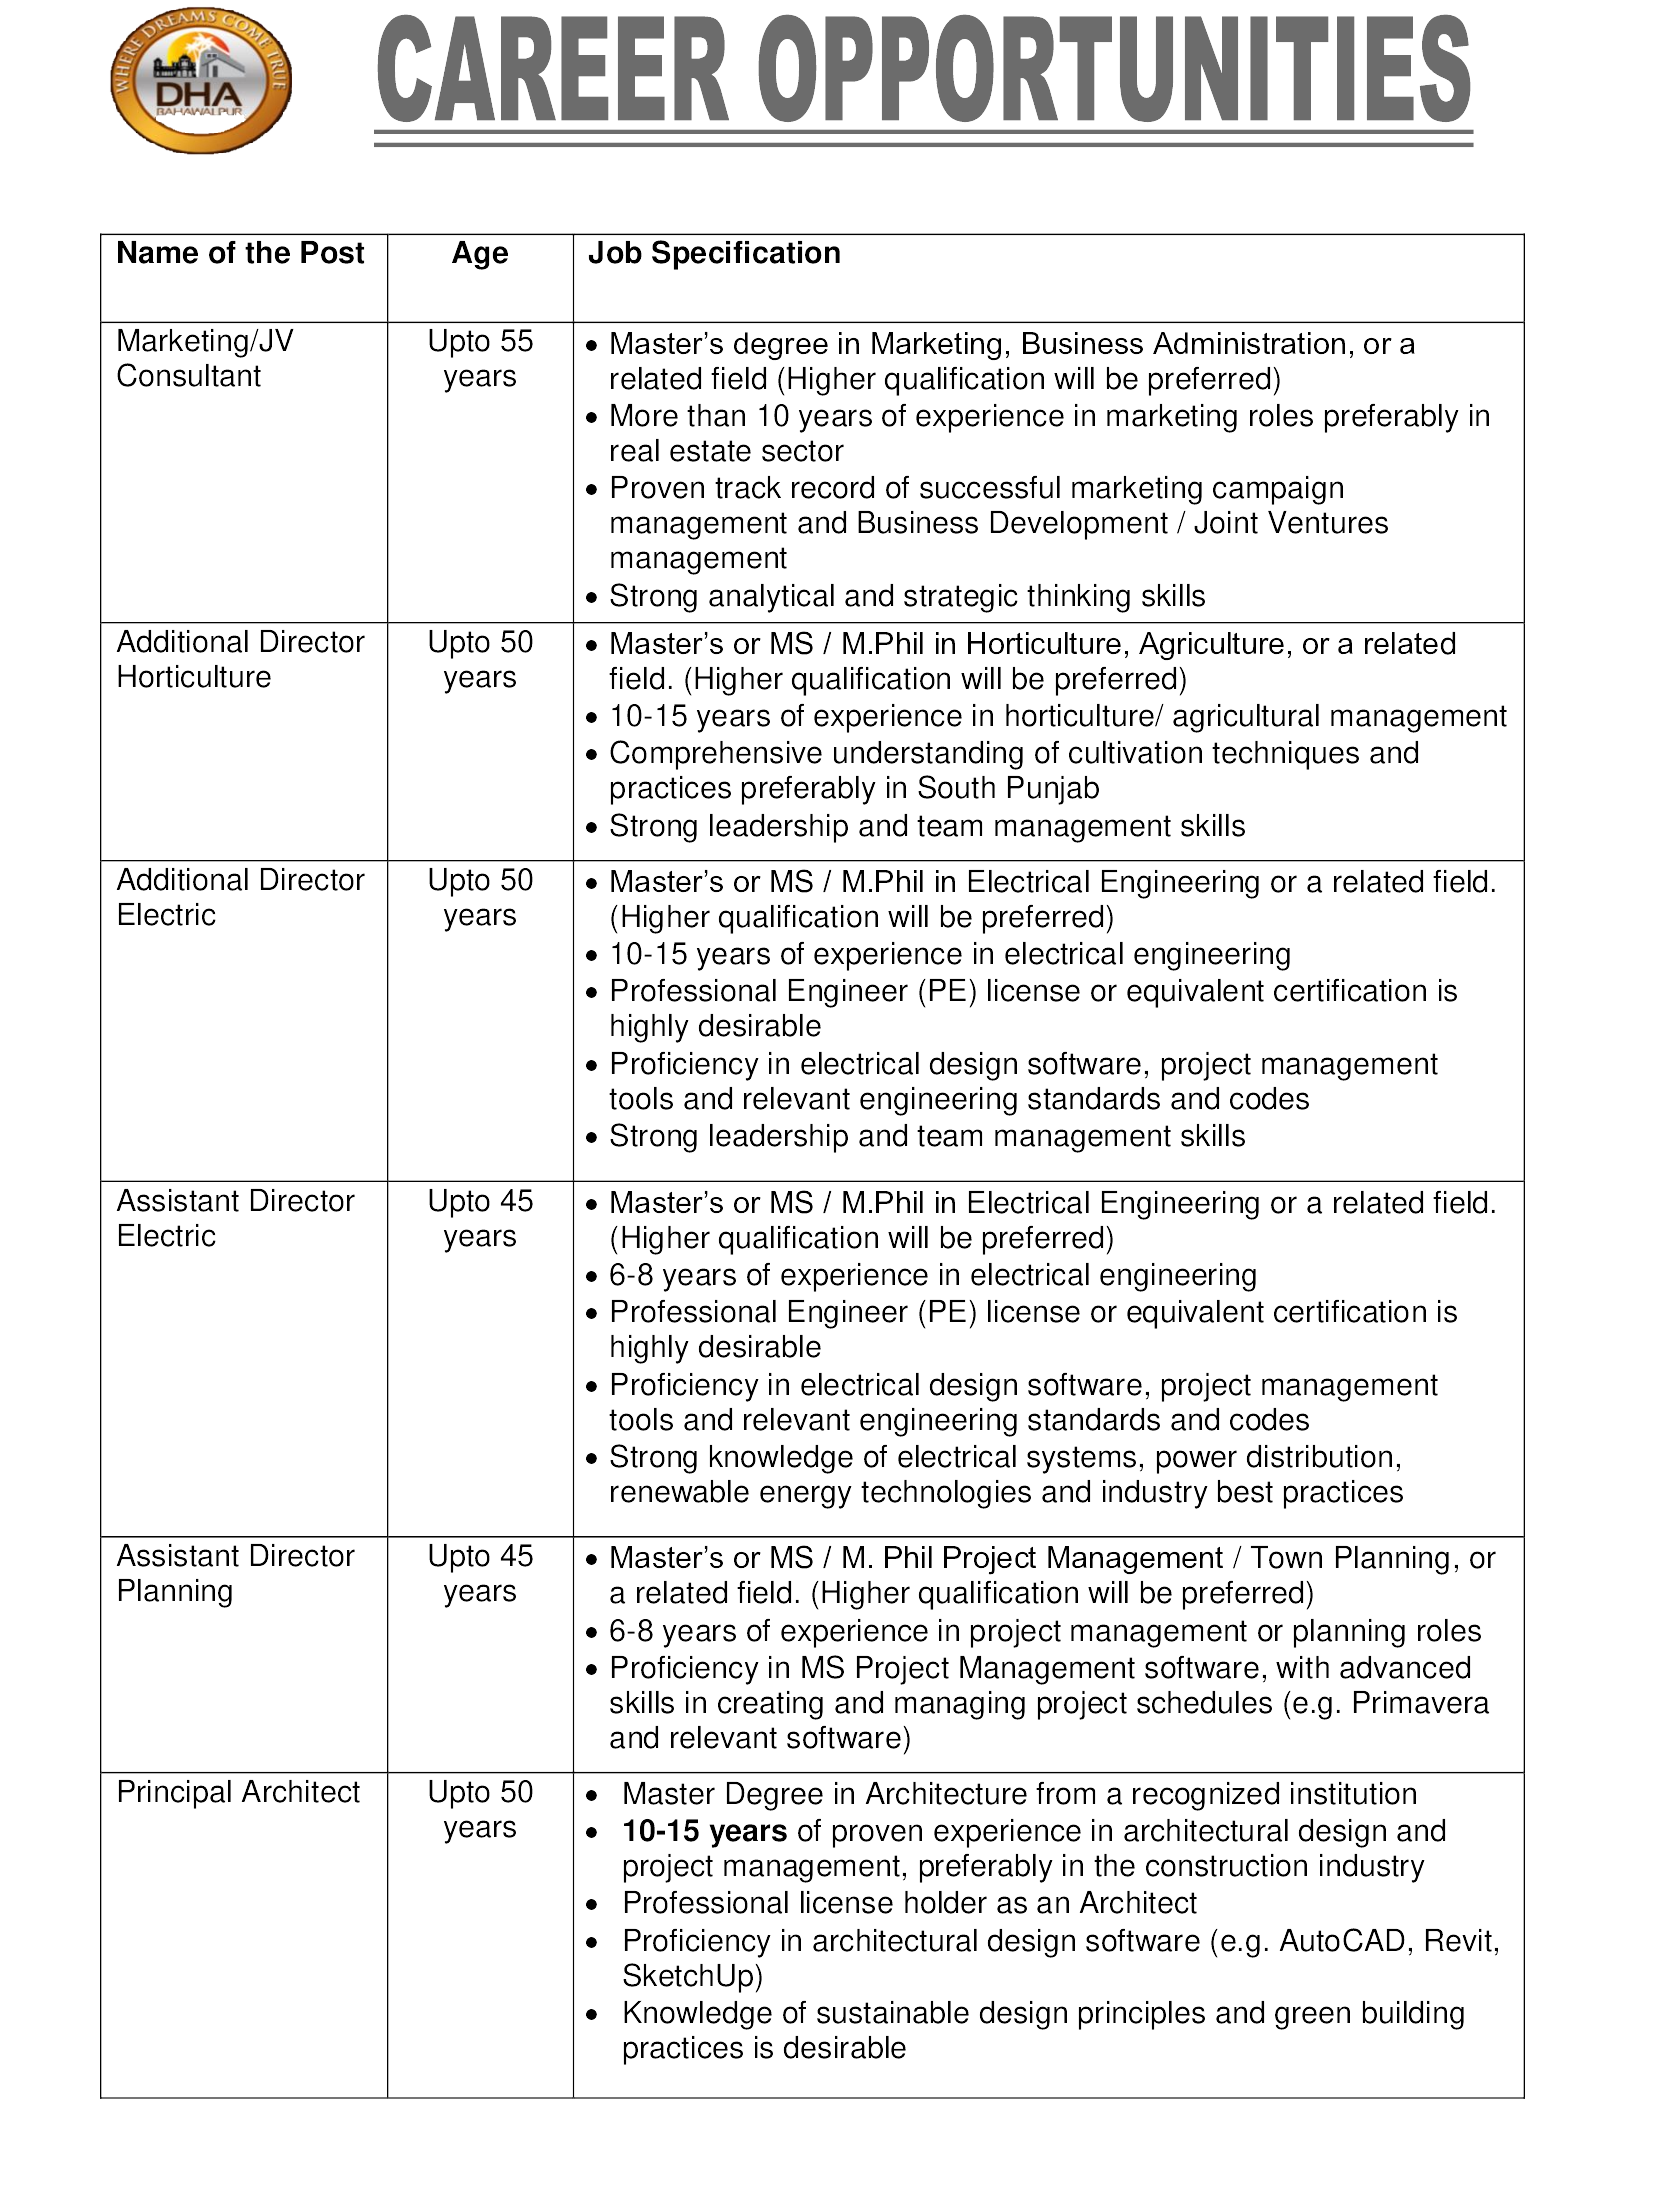 WHERE DREAMS COME TRUE
DHA
BAHAWALPUR
CAREER OPPORTUNITIES
Name of the Post
Age
Job Specification
Marketing/JV
Consultant
Upto 55
years
• Master’s degree in Marketing, Business Administration, or a
related field (Higher qualification will be preferred)
• More than 10 years of experience in marketing roles preferably in
real estate sector
• Proven track record of successful marketing campaign
management and Business Development / Joint Ventures
management
• Strong analytical and strategic thinking skills
Additional Director
Horticulture
Upto 50
years
• Master’s or MS / M.Phil in Horticulture, Agriculture, or a related
field. (Higher qualification will be preferred)
• 10-15 years of experience in horticulture/ agricultural management
• Comprehensive understanding of cultivation techniques and
practices preferably in South Punjab
• Strong leadership and team management skills
Additional Director
Electric
Upto 50
years
• Master’s or MS / M.Phil in Electrical Engineering or a related field.
(Higher qualification will be preferred)
• 10-15 years of experience in electrical engineering
• Professional Engineer (PE) license or equivalent certification is
highly desirable
• Proficiency in electrical design software, project management
tools and relevant engineering standards and codes
• Strong leadership and team management skills
Assistant Director
Electric
Upto 45
years
• Master’s or MS / M.Phil in Electrical Engineering or a related field.
(Higher qualification will be preferred)
• 6-8 years of experience in electrical engineering
• Professional Engineer (PE) license or equivalent certification is
highly desirable
• Proficiency in electrical design software, project management
tools and relevant engineering standards and codes
• Strong knowledge of electrical systems, power distribution,
renewable energy technologies and industry best practices
Assistant Director
Planning
Upto 45
years
• Master’s or MS / M. Phil Project Management / Town Planning, or
a related field. (Higher qualification will be preferred)
• 6-8 years of experience in project management or planning roles
• Proficiency in MS Project Management software, with advanced
skills in creating and managing project schedules (e.g. Primavera
and relevant software)
Principal Architect
Upto 50
years
• Master Degree in Architecture from a recognized institution
• 10-15 years of proven experience in architectural design and
project management, preferably in the construction industry
• Professional license holder as an Architect
• Proficiency in architectural design software (e.g. AutoCAD, Revit,
SketchUp)
• Knowledge of sustainable design principles and green building
practices is desirable